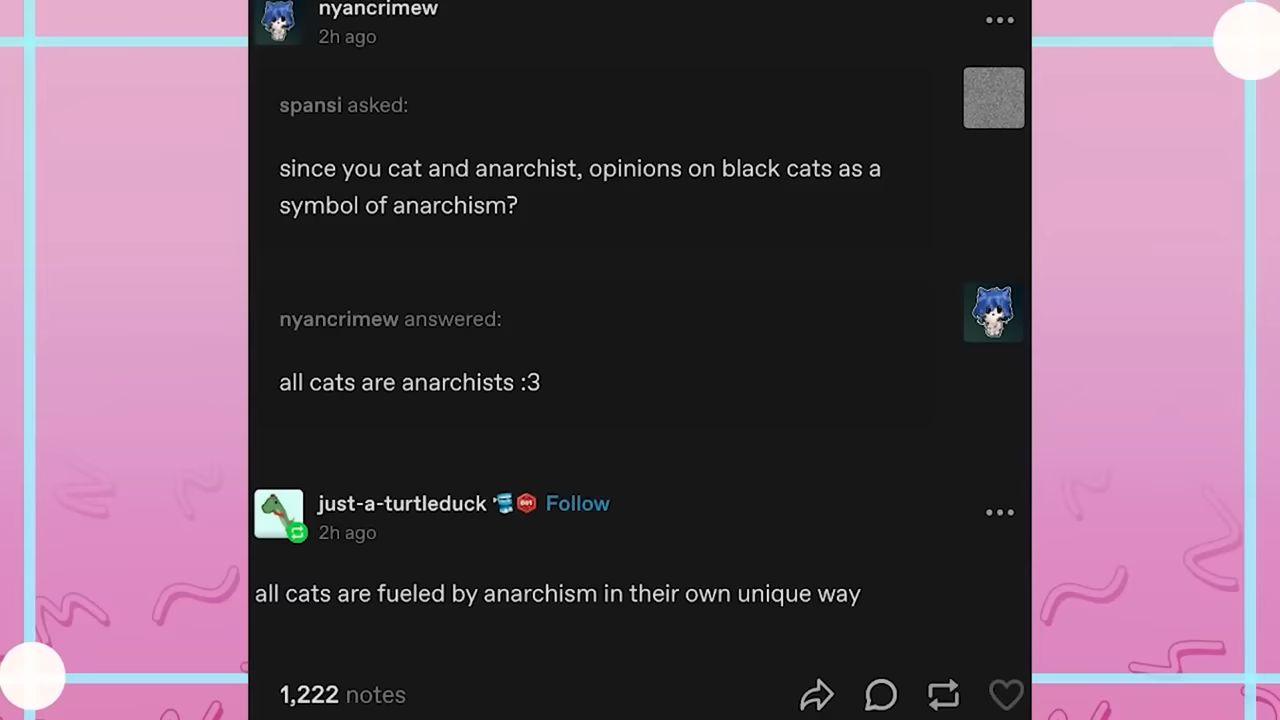 nyancrimew
2h ago
spansi asked:
since you cat and anarchist, opinions on black cats as a
symbol of anarchism?
nyancrimew answered:
all cats are anarchists :3
just-a-turtleduck Follow
2h ago
all cats are fueled by anarchism in their own unique way
1,222 notes